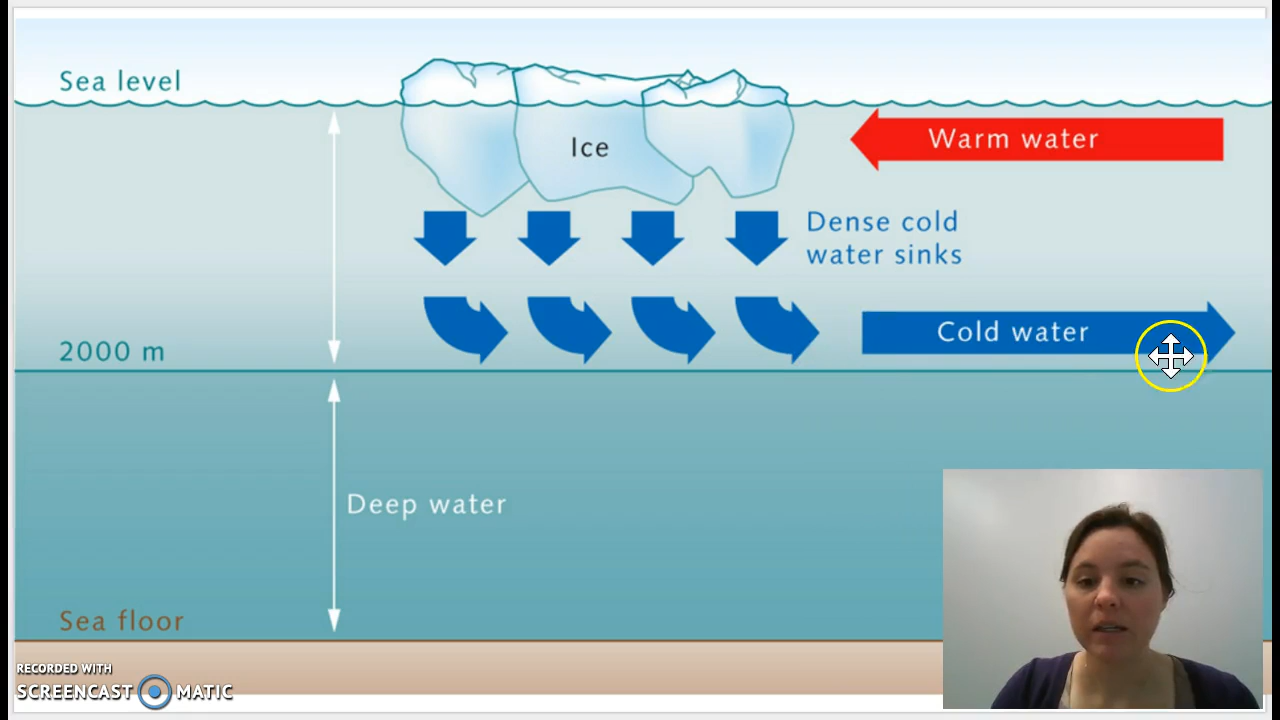 Sea level
Ice
Warm water
Dense cold
water sinks
Cold water
2000 m
Deep water
Sea floor
RECORDED WITH
SCREENCAST MATIC